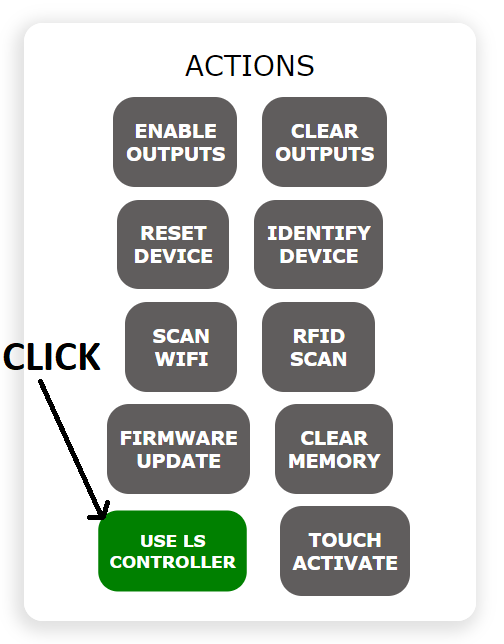 ACTIONS
ENABLE
OUTPUTS
CLEAR
OUTPUTS
RESET
DEVICE
IDENTIFY
DEVICE
SCAN
WIFI
RFID
SCAN
CLICK
FIRMWARE
UPDATE
CLEAR
MEMORY
USE LS
CONTROLLER
TOUCH
ACTIVATE